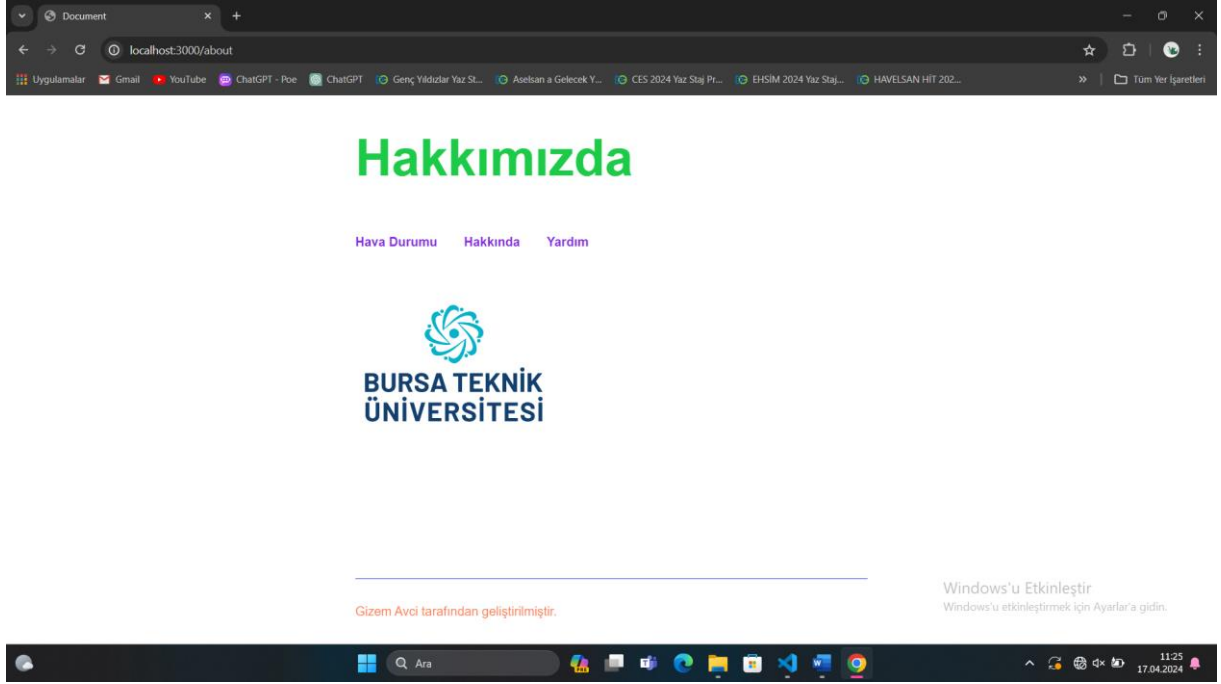 Document
localhost:3000/about
Uygulamalar Gmail YouTube ChatGPT - Poe ChatGPT Genç Yıldızlar Yaz St... Aselsan a Gelecek Y... CES 2024 Yaz Staj Pr... EHSİM 2024 Yaz Staj... HAVELSAN HİT 202... » Tüm Yer İşaretleri
Hakkımızda
Hava Durumu Hakkında Yardım
BURSA TEKNİK
ÜNİVERSİTESİ
Windows'u Etkinleştir
Windows'u etkinleştirmek için Ayarlar'a gidin.
Gizem Avci tarafından geliştirilmiştir.
Ara
11:25
17.04.2024